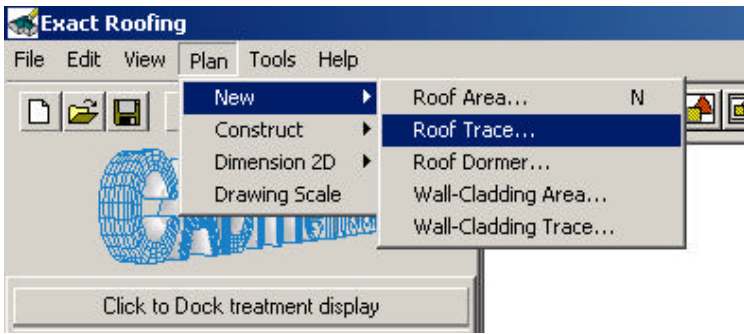 Exact Roofing
File Edit View Plan Tools Help
New
Roof Area... N
Construct
Roof Trace...
Dimension 2D
Roof Dormer...
Drawing Scale
Wall-Cladding Area...
Wall-Cladding Trace...
Click to Dock treatment display